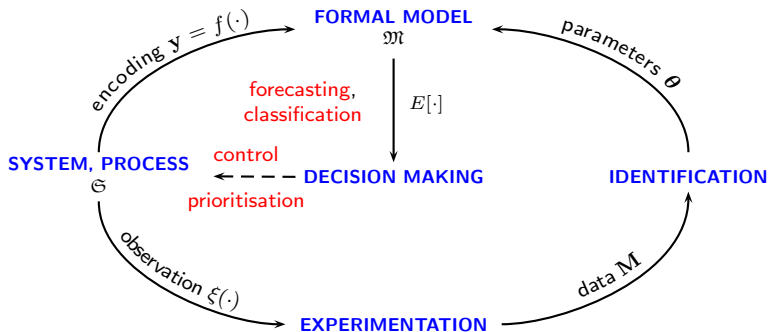 FORMAL MODEL
𝔐
encoding y = f(·)
parameters θ
forecasting,
classification
E[·]
SYSTEM, PROCESS
𝔖
control
prioritisation
DECISION MAKING
IDENTIFICATION
observation ξ(·)
data M
EXPERIMENTATION